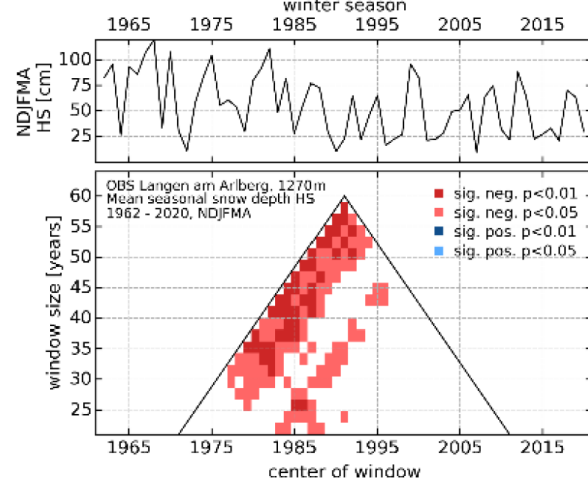 winter season
1965 1975 1985 1995 2005 2015
NDJFMA
HS [cm]
100
75
50
25
OBS Langen am Arlberg, 1270m
Mean seasonal snow depth HS
1962 - 2020, NDJFMA
sig. neg. p<0.01
sig. neg. p<0.05
sig. pos. p<0.01
sig. pos. p<0.05
window size [years]
60
55
50
45
40
35
30
25
1965 1975 1985 1995 2005 2015
center of window